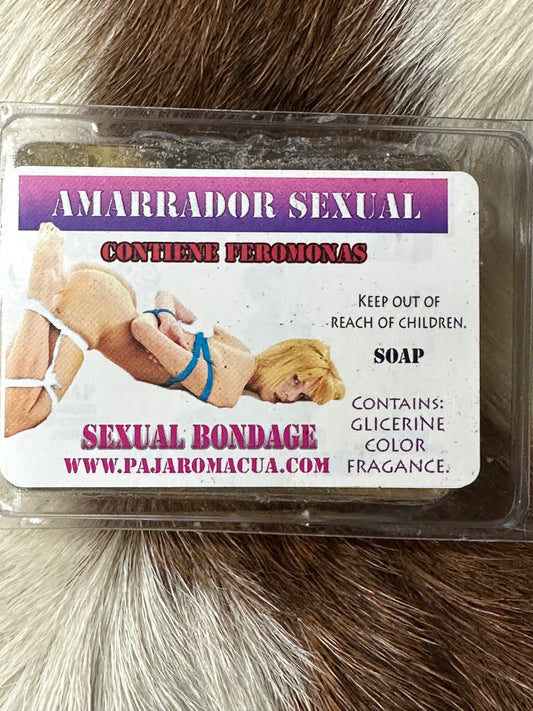 AMARRADOR SEXUAL
CONTIENE FEROMONAS
KEEP OUT OF
REACH OF CHILDREN.
SOAP
CONTAINS:
GLICERINE
COLOR
FRAGANCE.
SEXUAL BONDAGE
WWW.PAJAROMACUA.COM